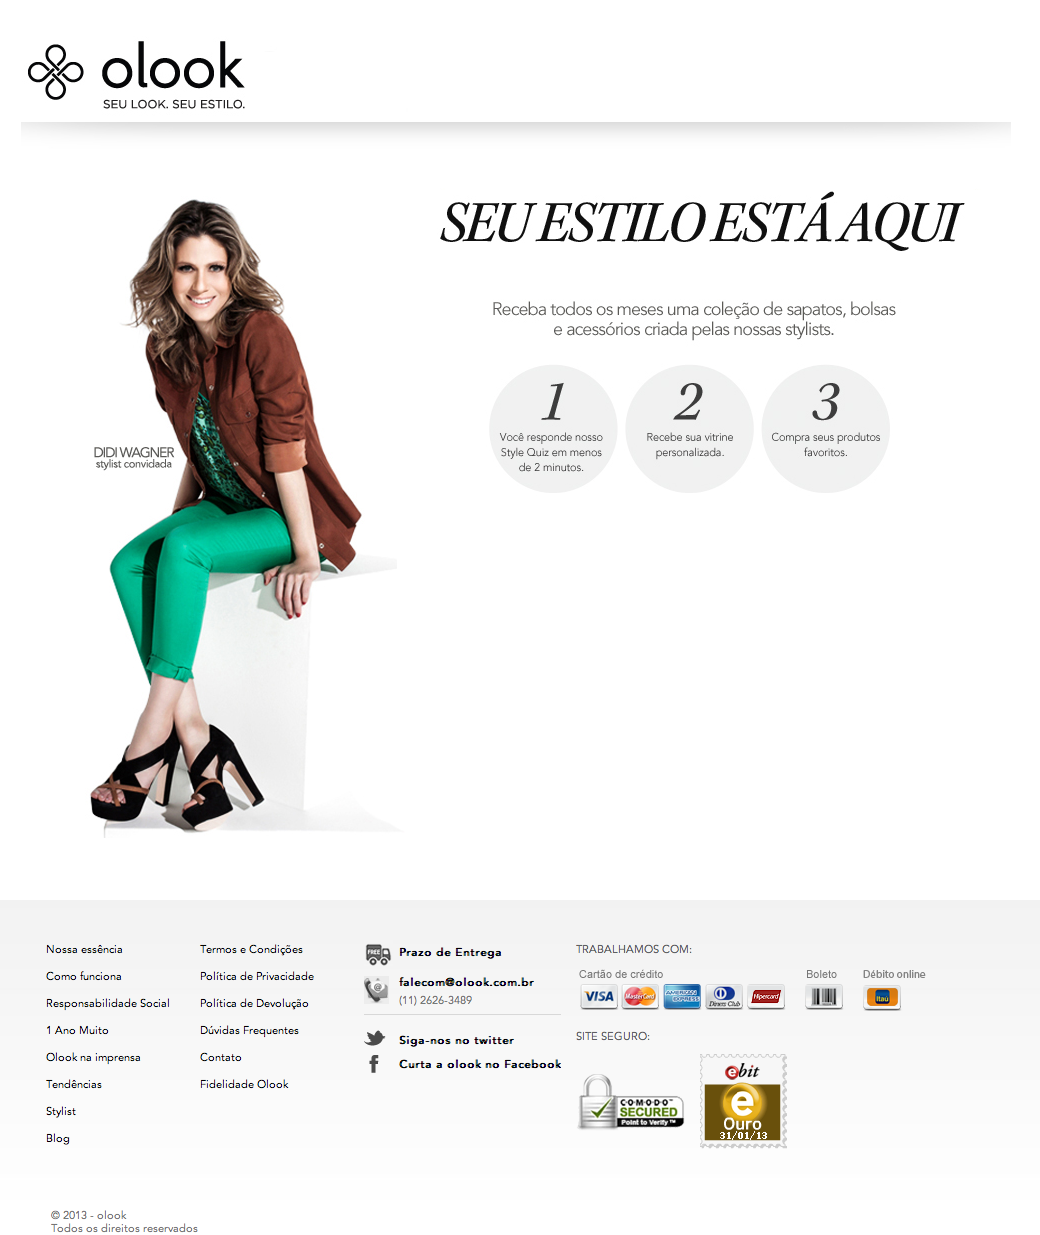 olook
SEU LOOK. SEU ESTILO.
SEU ESTILO ESTÁ AQUI
Receba todos os meses uma coleção de sapatos, bolsas
e acessórios criada pelas nossas stylists.
1
Você responde nosso
Style Quiz em menos
de 2 minutos.
2
Recebe sua vitrine
personalizada.
3
Compra seus produtos
favoritos.
DIDI WAGNER
stylist convidada
Nossa essência
Como funciona
Responsabilidade Social
1 Ano Muito
Olook na imprensa
Tendências
Stylist
Blog
Termos e Condições
Política de Privacidade
Política de Devolução
Dúvidas Frequentes
Contato
Fidelidade Olook
FREE
Prazo de Entrega
falecom@olook.com.br
(11) 2626-3489
Siga-nos no twitter
Curta a olook no Facebook
TRABALHAMOS COM:
Cartão de crédito
Boleto
Débito online
VISA
MasterCard
AMERICAN EXPRESS
Diners Club
Hipercard
Itaú
SITE SEGURO:
COMODO™
SECURED
Point to Verify™
ebit
e
Ouro
31/01/13
© 2013 - olook
Todos os direitos reservados